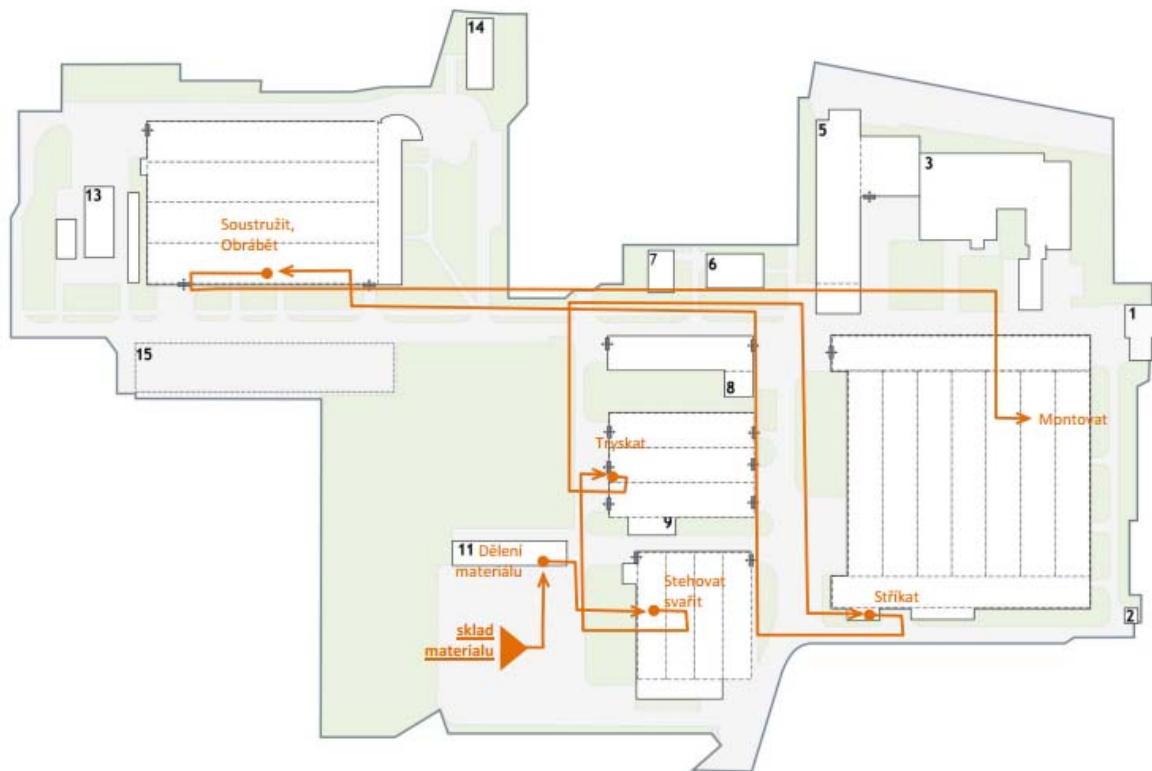 14
5
3
13
Soustružit,
Obrábět
7
6
1
15
8
Montovat
Tryskat
9
11 Dělení
materiálu
Stehovat
svařit
Stříkat
2
sklad
materialu